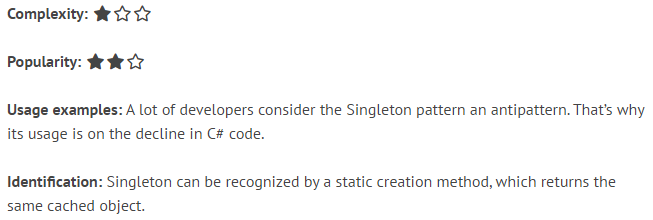 Complexity: ★☆☆
Popularity: ★★☆
Usage examples: A lot of developers consider the Singleton pattern an antipattern. That’s why
its usage is on the decline in C# code.
Identification: Singleton can be recognized by a static creation method, which returns the
same cached object.